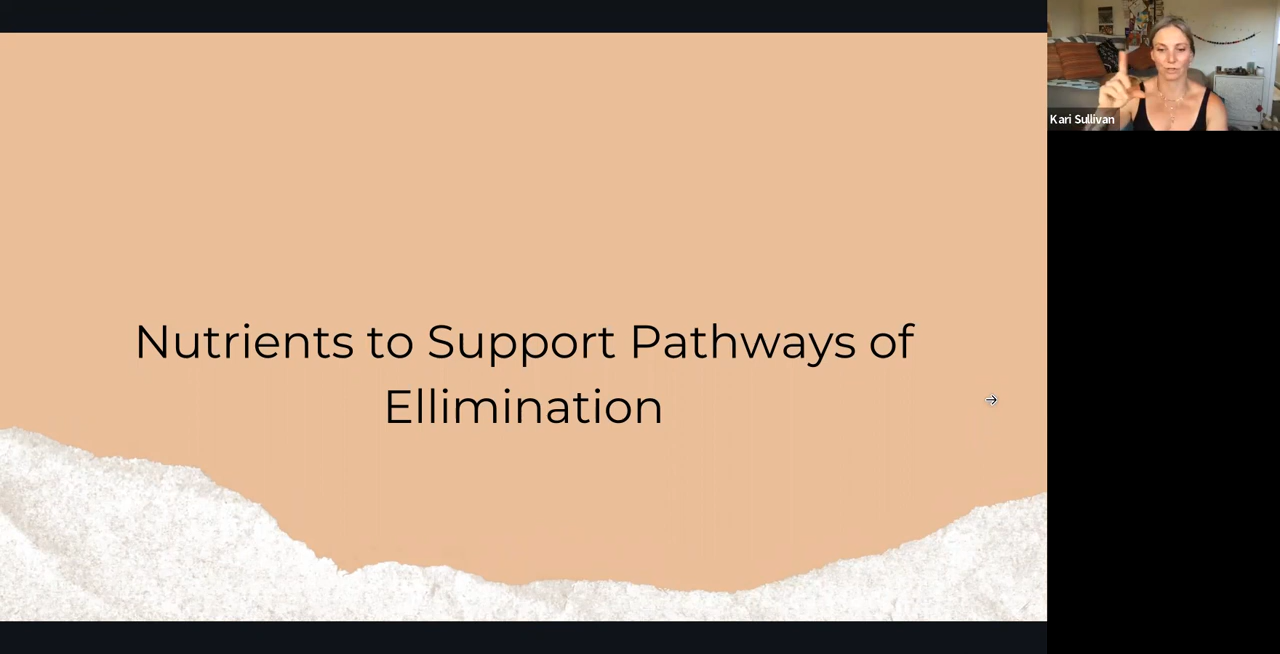 Nutrients to Support Pathways of
Ellimination
Kari Sullivan